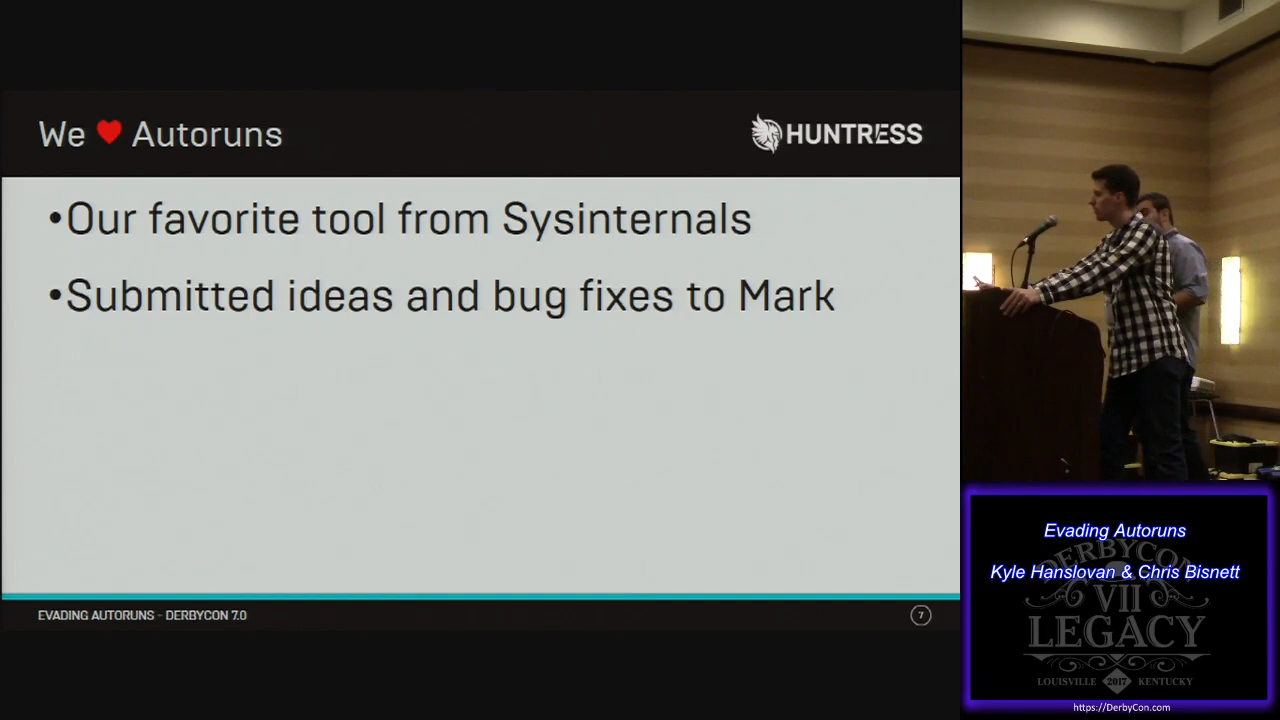 We ❤ Autoruns
HUNTRESS
•Our favorite tool from Sysinternals
•Submitted ideas and bug fixes to Mark
EVADING AUTORUNS - DERBYCON 7.0
7
Evading Autoruns
Kyle Hanslovan & Chris Bisnett
DERBYCON
VII
LEGACY
LOUISVILLE 2017 KENTUCKY
https://DerbyCon.com